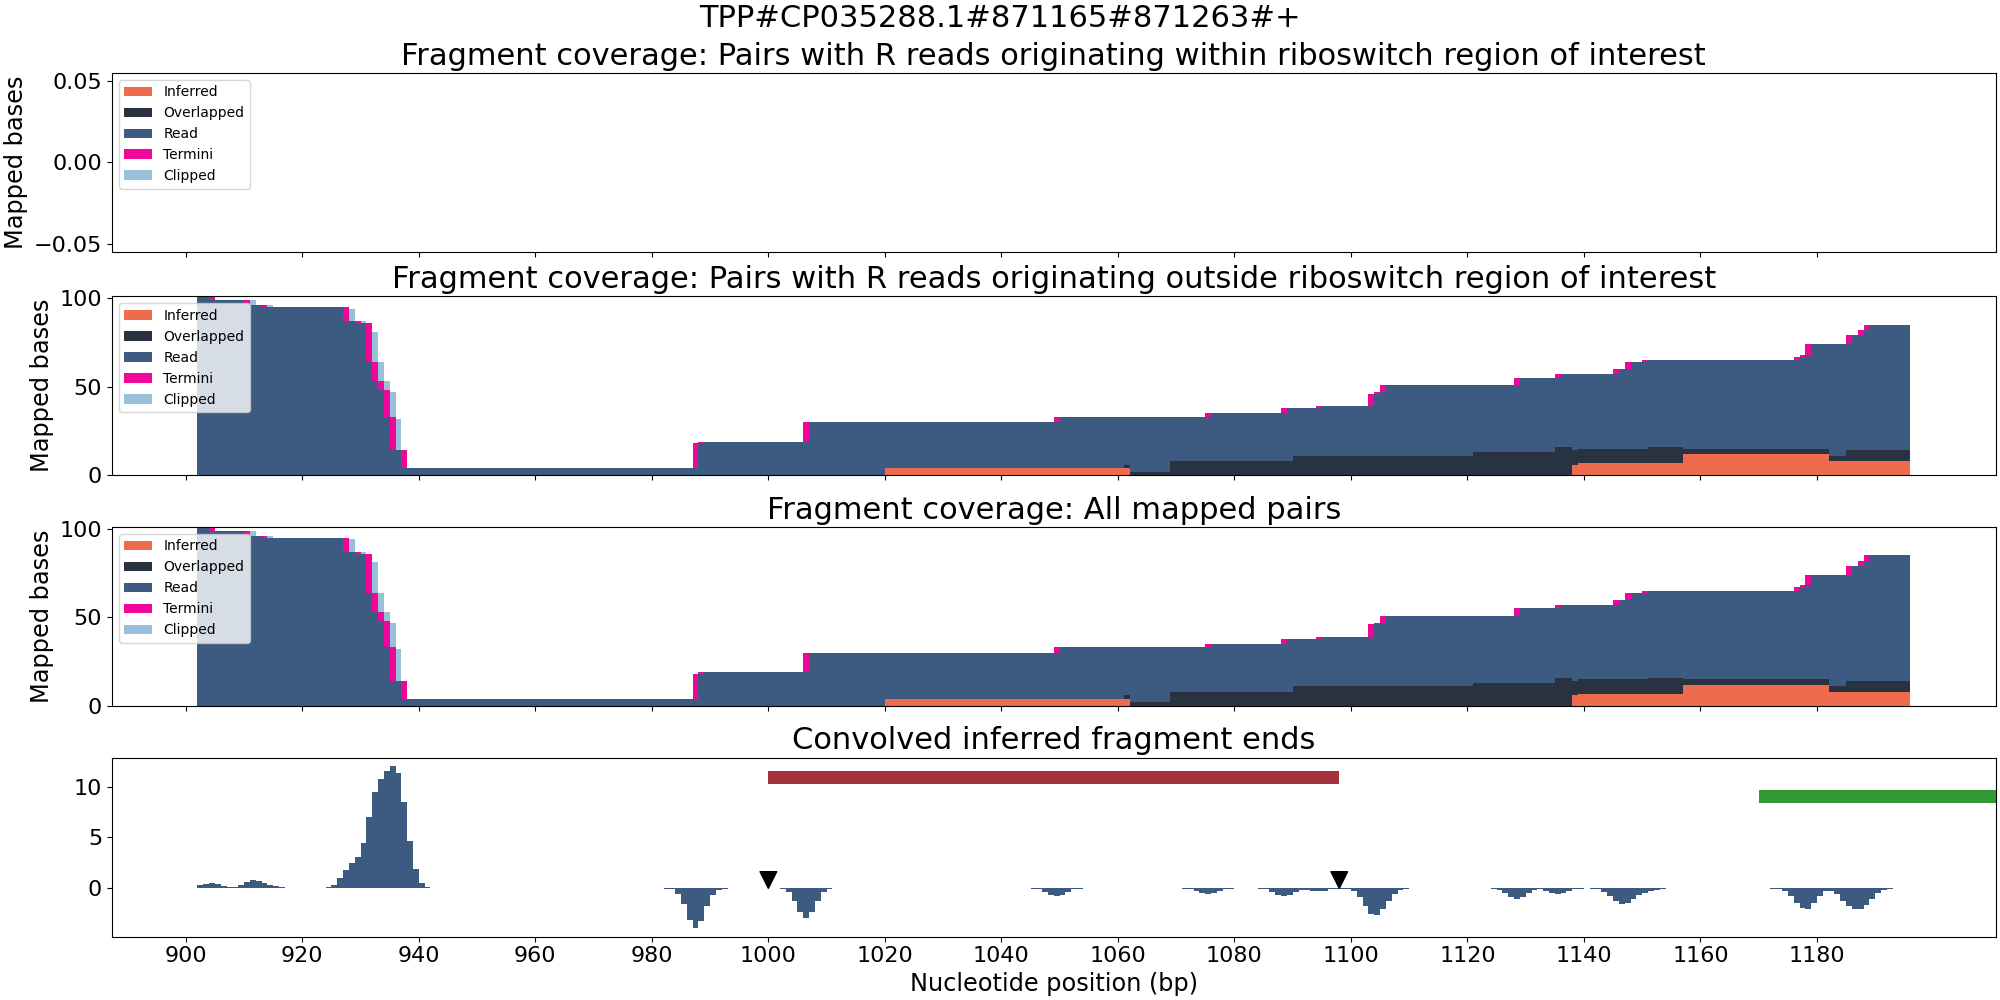 TPP#CP035288.1#871165#871263#+
Fragment coverage: Pairs with R reads originating within riboswitch region of interest
Mapped bases
0.05
0.00
−0.05
Inferred
Overlapped
Read
Termini
Clipped
Fragment coverage: Pairs with R reads originating outside riboswitch region of interest
Mapped bases
100
50
0
Inferred
Overlapped
Read
Termini
Clipped
Fragment coverage: All mapped pairs
Mapped bases
100
50
0
Inferred
Overlapped
Read
Termini
Clipped
Convolved inferred fragment ends
10
5
0
900 920 940 960 980 1000 1020 1040 1060 1080 1100 1120 1140 1160 1180
Nucleotide position (bp)